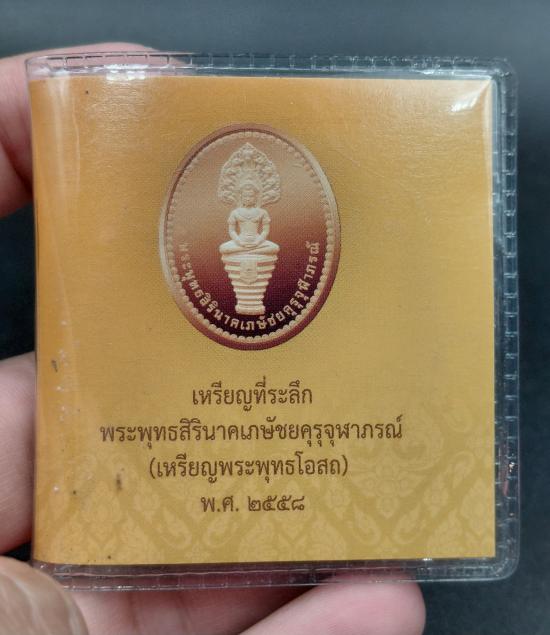 พระพุทธสิรินาคเภษัชยคุรุจุฬาภรณ์
เหรียญที่ระลึก
พระพุทธสิรินาคเภษัชยคุรุจุฬาภรณ์
(เหรียญพระพุทธโอสถ)
พ.ศ. ๒๕๕๘